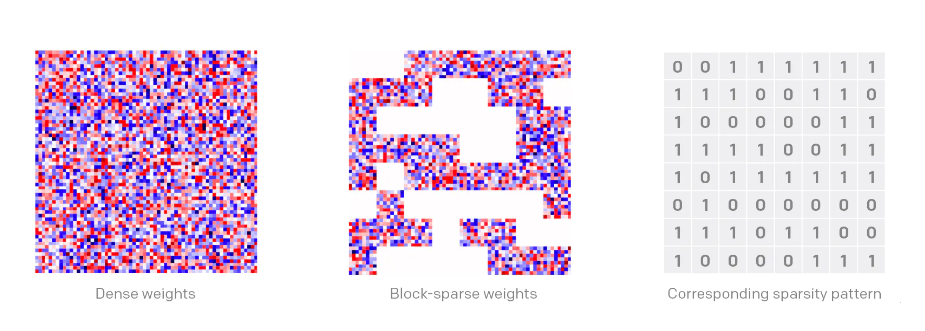 0 0 1 1 1 1 1 1
1 1 1 0 0 1 1 0
1 0 0 0 0 0 1 1
1 1 1 1 0 0 1 1
1 0 1 1 1 1 1 1
0 1 0 0 0 0 0 0
1 1 1 0 1 1 0 0
1 0 0 0 0 1 1 1
Dense weights
Block-sparse weights
Corresponding sparsity pattern